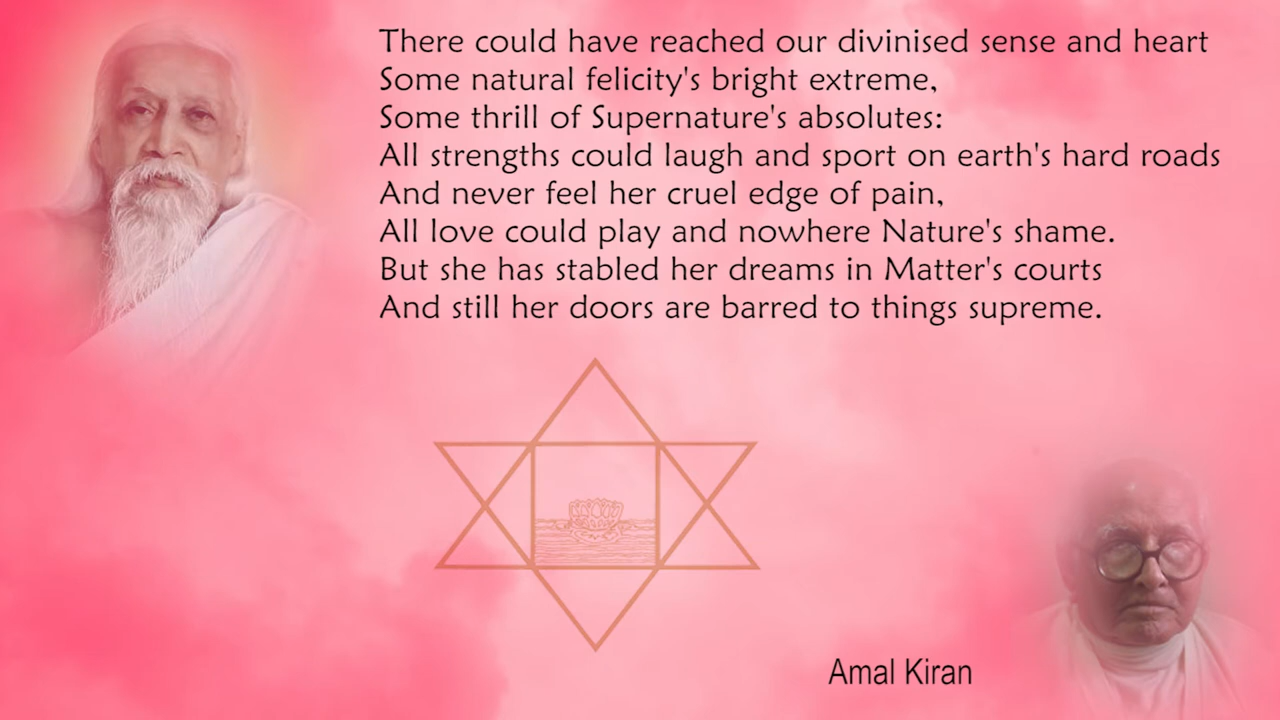 There could have reached our divinised sense and heart
Some natural felicity's bright extreme,
Some thrill of Supernature's absolutes:
All strengths could laugh and sport on earth's hard roads
And never feel her cruel edge of pain,
All love could play and nowhere Nature's shame.
But she has stabled her dreams in Matter's courts
And still her doors are barred to things supreme.
Amal Kiran